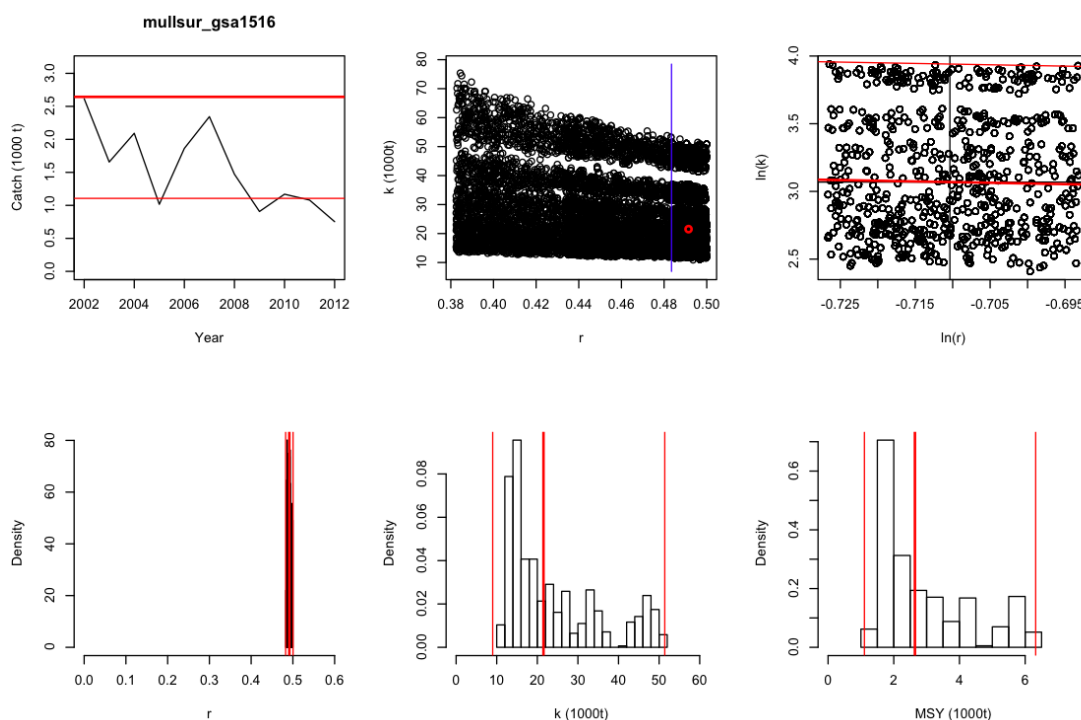 mullsur_gsa1516
Catch (1000 t)
0.0 0.5 1.0 1.5 2.0 2.5 3.0
2002 2004 2006 2008 2010 2012
Year
k (1000t)
10 20 30 40 50 60 70 80
0.38 0.40 0.42 0.44 0.46 0.48 0.50
r
ln(k)
2.5 3.0 3.5 4.0
-0.725 -0.715 -0.705 -0.695
ln(r)
Density
0 20 40 60 80
0.0 0.1 0.2 0.3 0.4 0.5 0.6
r
Density
0.00 0.02 0.04 0.06 0.08
0 10 20 30 40 50 60
k (1000t)
Density
0.0 0.2 0.4 0.6
0 2 4 6
MSY (1000t)